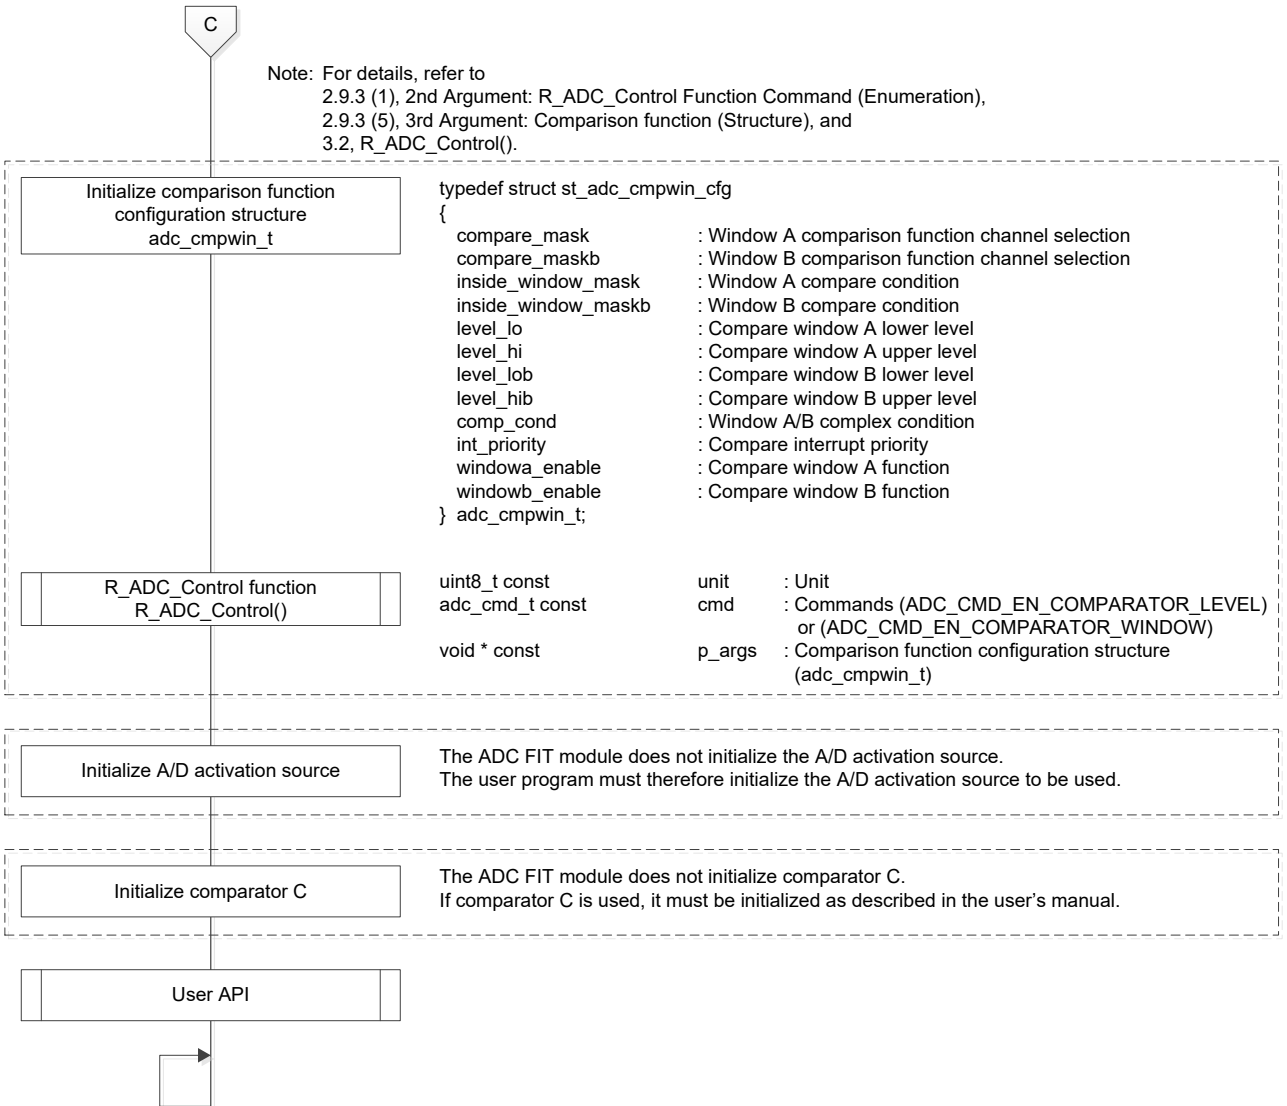 C
Note: For details, refer to
2.9.3 (1), 2nd Argument: R_ADC_Control Function Command (Enumeration),
2.9.3 (5), 3rd Argument: Comparison function (Structure), and
3.2, R_ADC_Control().
Initialize comparison function
configuration structure
adc_cmpwin_t
typedef struct st_adc_cmpwin_cfg
{
compare_mask : Window A comparison function channel selection
compare_maskb : Window B comparison function channel selection
inside_window_mask : Window A compare condition
inside_window_maskb : Window B compare condition
level_lo : Compare window A lower level
level_hi : Compare window A upper level
level_lob : Compare window B lower level
level_hib : Compare window B upper level
comp_cond : Window A/B complex condition
int_priority : Compare interrupt priority
windowa_enable : Compare window A function
windowb_enable : Compare window B function
} adc_cmpwin_t;
R_ADC_Control function
R_ADC_Control()
uint8_t const unit : Unit
adc_cmd_t const cmd : Commands (ADC_CMD_EN_COMPARATOR_LEVEL)
or (ADC_CMD_EN_COMPARATOR_WINDOW)
void * const p_args : Comparison function configuration structure
(adc_cmpwin_t)
Initialize A/D activation source
The ADC FIT module does not initialize the A/D activation source.
The user program must therefore initialize the A/D activation source to be used.
Initialize comparator C
The ADC FIT module does not initialize comparator C.
If comparator C is used, it must be initialized as described in the user’s manual.
User API